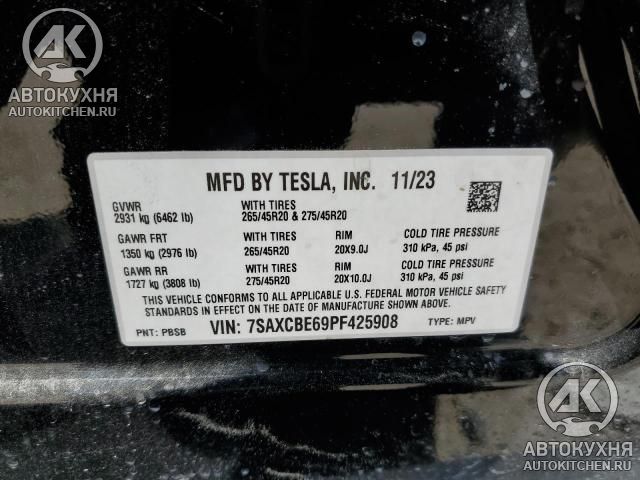 АК
АВТОКУХНЯ
AUTOKITCHEN.RU
MFD BY TESLA, INC. 11/23
GVWR WITH TIRES
2931 kg (6462 lb) 265/45R20 & 275/45R20
GAWR FRT WITH TIRES RIM COLD TIRE PRESSURE
1350 kg (2976 lb) 265/45R20 20X9.0J 310 kPa, 45 psi
GAWR RR WITH TIRES RIM COLD TIRE PRESSURE
1727 kg (3808 lb) 275/45R20 20X10.0J 310 kPa, 45 psi
THIS VEHICLE CONFORMS TO ALL APPLICABLE U.S. FEDERAL MOTOR VEHICLE SAFETY
STANDARDS IN EFFECT ON THE DATE OF MANUFACTURE SHOWN ABOVE
PNT: PBSB VIN: 7SAXCBE69PF425908 TYPE: MPV
АК
АВТОКУХНЯ
AUTOKITCHEN.RU